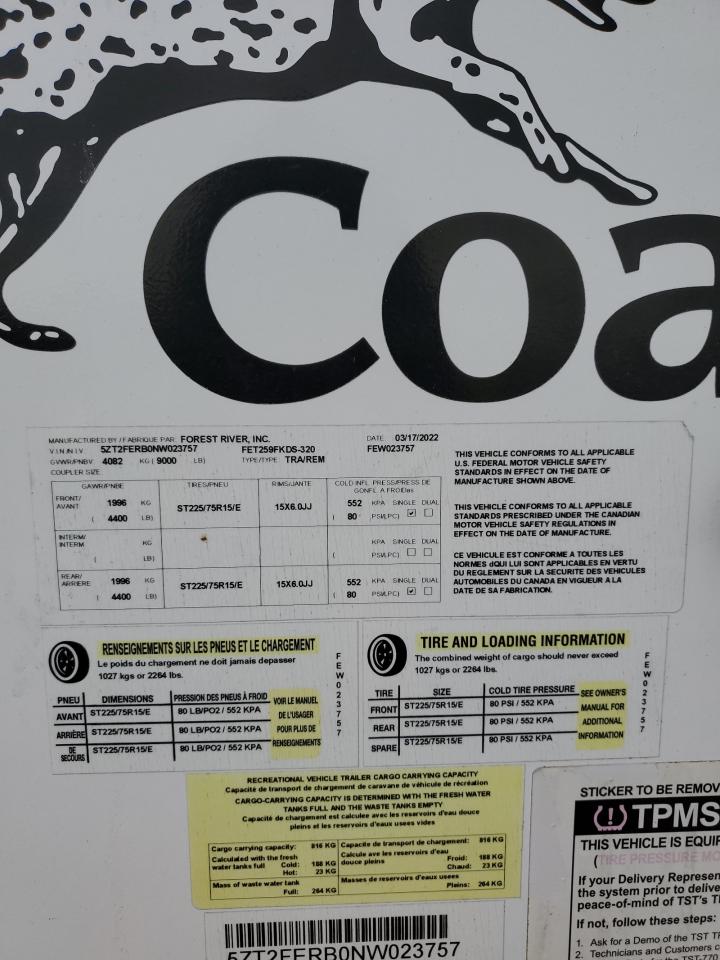 Coa
MANUFACTURED BY / FABRIQUE PAR: FOREST RIVER, INC. DATE 03/17/2022
V.I.N./N.I.V. 5ZT2FERB0NW023757 FET259FKDS-320 FEW023757
GVWR/PNBV 4082 KG ( 9000 LB) TYPE/TYPE TRA/REM
COUPLER SIZE
GAWR/PNBE TIRES/PNEU RIMS/JANTE COLD INFL. PRESS/PRESS DE
GONFL. A FROID
FRONT/ AVANT 1996 KG ST225/75R15/E 15X6.0JJ 552 KPA SINGLE DUAL
( 4400 LB) ( 80 PSI/LPC)
INTERM/ INTERM KG KPA SINGLE DUAL
( LB) ( PSI/LPC)
REAR/ ARRIERE 1996 KG ST225/75R15/E 15X6.0JJ 552 KPA SINGLE DUAL
( 4400 LB) ( 80 PSI/LPC)
THIS VEHICLE CONFORMS TO ALL APPLICABLE
U.S. FEDERAL MOTOR VEHICLE SAFETY
STANDARDS IN EFFECT ON THE DATE OF
MANUFACTURE SHOWN ABOVE.
THIS VEHICLE CONFORMS TO ALL APPLICABLE
STANDARDS PRESCRIBED UNDER THE CANADIAN
MOTOR VEHICLE SAFETY REGULATIONS IN
EFFECT ON THE DATE OF MANUFACTURE.
CE VEHICULE EST CONFORME A TOUTES LES
NORMES dQUI LUI SONT APPLICABLES EN VERTU
DU REGLEMENT SUR LA SECURITE DES VEHICULES
AUTOMOBILES DU CANADA EN VIGUEUR A LA
DATE DE SA FABRICATION.
RENSEIGNEMENTS SUR LES PNEUS ET LE CHARGEMENT
Le poids du chargement ne doit jamais depasser
1027 kgs or 2264 lbs.
PNEU DIMENSIONS PRESSION DES PNEUS À FROID
AVANT ST225/75R15/E 80 LB/PO2 / 552 KPA
ARRIÈRE ST225/75R15/E 80 LB/PO2 / 552 KPA
DE SECOURS ST225/75R15/E 80 LB/PO2 / 552 KPA
VOIR LE MANUEL
DE L'USAGER
POUR PLUS DE
RENSEIGNEMENTS
FEW023757
TIRE AND LOADING INFORMATION
The combined weight of cargo should never exceed
1027 kgs or 2264 lbs.
TIRE SIZE COLD TIRE PRESSURE
FRONT ST225/75R15/E 80 PSI / 552 KPA
REAR ST225/75R15/E 80 PSI / 552 KPA
SPARE ST225/75R15/E 80 PSI / 552 KPA
SEE OWNER'S
MANUAL FOR
ADDITIONAL
INFORMATION
FEW023757
RECREATIONAL VEHICLE TRAILER CARGO CARRYING CAPACITY
Capacité de transport de chargement de caravane de véhicule de récréation
CARGO-CARRYING CAPACITY IS DETERMINED WITH THE FRESH WATER
TANKS FULL AND THE WASTE TANKS EMPTY
Capacité de chargement est calculee avec les reservoirs d'eau douce
pleins et les reservoirs d'eaux usees vides
Cargo carrying capacity: 816 KG
Calculated with the fresh
water tanks full Cold: 188 KG
Hot: 23 KG
Mass of waste water tank
Full: 264 KG
Capacite de transport de chargement: 816 KG
Calcule ave les reservoirs d'eau
douce pleins Froid: 188 KG
Chaud: 23 KG
Masses de reservoirs d'eaux usees
Pleins: 264 KG
5ZT2FERB0NW023757
STICKER TO BE REMOV
TPMS
THIS VEHICLE IS EQUIP
(TIRE PRESSURE MO
If your Delivery Represen
the system prior to delive
peace-of-mind of TST's T
If not, follow these steps:
1. Ask for a Demo of the TST TP
2. Technicians and Customers c
for the TST-770